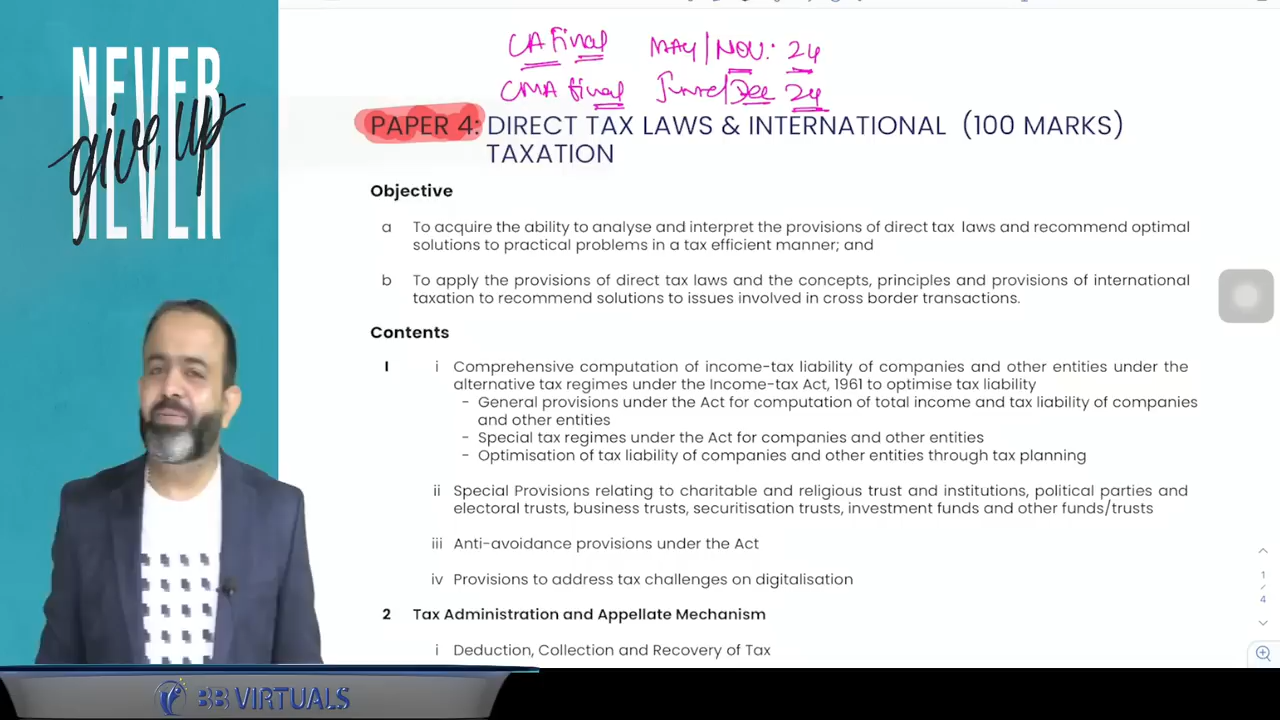 NEVER
give up
NEVER
CA Final MAY/NOV: 24
CMA final June/Dec 24
PAPER 4: DIRECT TAX LAWS & INTERNATIONAL (100 MARKS)
TAXATION
Objective
a To acquire the ability to analyse and interpret the provisions of direct tax laws and recommend optimal
solutions to practical problems in a tax efficient manner; and
b To apply the provisions of direct tax laws and the concepts, principles and provisions of international
taxation to recommend solutions to issues involved in cross border transactions.
Contents
I i Comprehensive computation of income-tax liability of companies and other entities under the
alternative tax regimes under the Income-tax Act, 1961 to optimise tax liability
- General provisions under the Act for computation of total income and tax liability of companies
and other entities
- Special tax regimes under the Act for companies and other entities
- Optimisation of tax liability of companies and other entities through tax planning
ii Special Provisions relating to charitable and religious trust and institutions, political parties and
electoral trusts, business trusts, securitisation trusts, investment funds and other funds/trusts
iii Anti-avoidance provisions under the Act
iv Provisions to address tax challenges on digitalisation
2 Tax Administration and Appellate Mechanism
i Deduction, Collection and Recovery of Tax
1
/
4
BB VIRTUALS